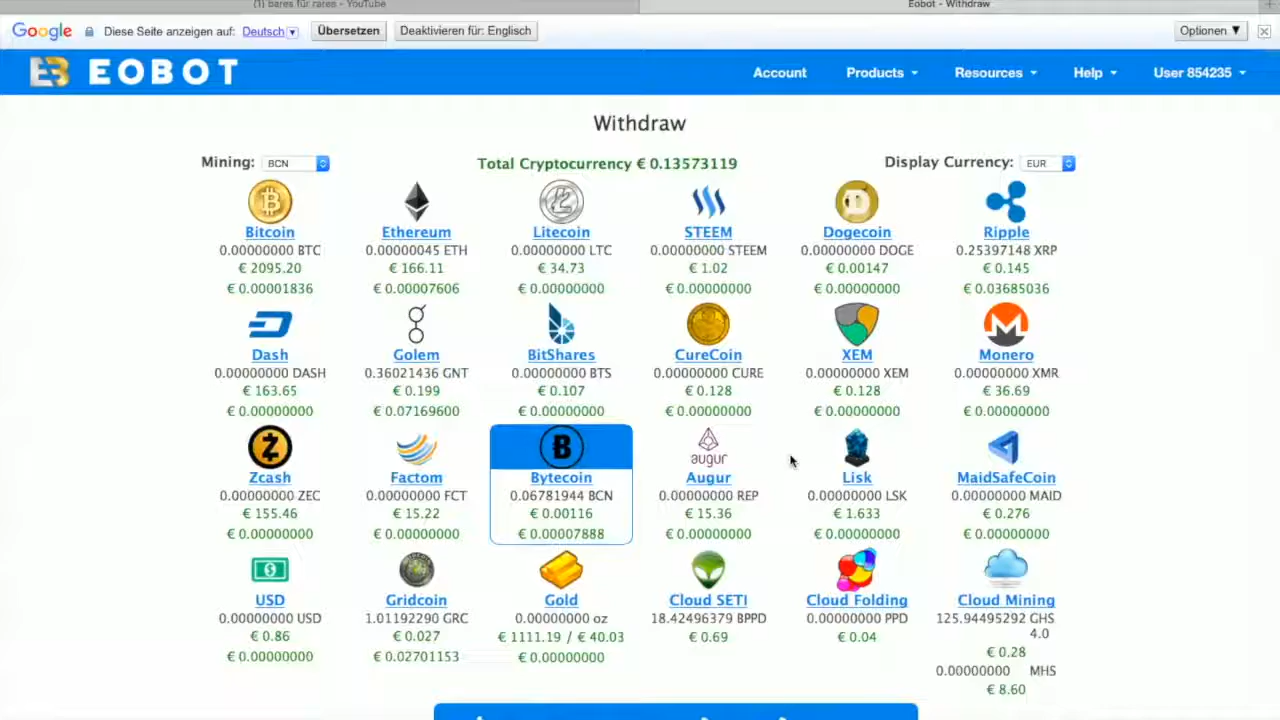 (1) bares für rares - YouTube
Eobot - Withdraw
Google Diese Seite anzeigen auf: Deutsch Übersetzen Deaktivieren für: Englisch Optionen
EOBOT Account Products Resources Help User 854235
Withdraw
Mining: BCN Total Cryptocurrency € 0.13573119 Display Currency: EUR
Bitcoin Ethereum Litecoin STEEM Dogecoin Ripple
0.00000000 BTC 0.00000045 ETH 0.00000000 LTC 0.00000000 STEEM 0.00000000 DOGE 0.25397148 XRP
€ 2095.20 € 166.11 € 34.73 € 1.02 € 0.00147 € 0.145
€ 0.00001836 € 0.00007606 € 0.00000000 € 0.00000000 € 0.00000000 € 0.03685036
Dash Golem BitShares CureCoin XEM Monero
0.00000000 DASH 0.36021436 GNT 0.00000000 BTS 0.00000000 CURE 0.00000000 XEM 0.00000000 XMR
€ 163.65 € 0.199 € 0.107 € 0.128 € 0.128 € 36.69
€ 0.00000000 € 0.07169600 € 0.00000000 € 0.00000000 € 0.00000000 € 0.00000000
augur
Zcash Factom Bytecoin Augur Lisk MaidSafeCoin
0.00000000 ZEC 0.00000000 FCT 0.06781944 BCN 0.00000000 REP 0.00000000 LSK 0.00000000 MAID
€ 155.46 € 15.22 € 0.00116 € 15.36 € 1.633 € 0.276
€ 0.00000000 € 0.00000000 € 0.00007888 € 0.00000000 € 0.00000000 € 0.00000000
USD Gridcoin Gold Cloud SETI Cloud Folding Cloud Mining
0.00000000 USD 1.01192290 GRC 0.00000000 oz 18.42496379 BPPD 0.00000000 PPD 125.94495292 GHS
4.0
€ 0.86 € 0.027 € 1111.19 / € 40.03 € 0.69 € 0.04 € 0.28
€ 0.00000000 € 0.02701153 € 0.00000000 0.00000000 MHS
€ 8.60